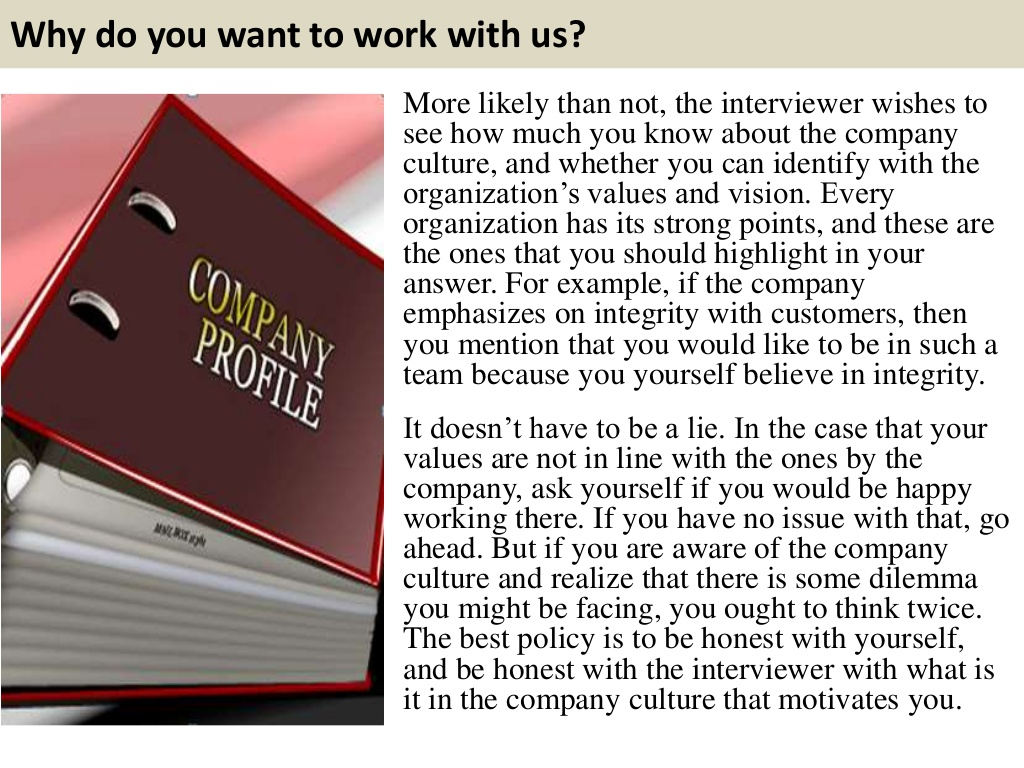 Why do you want to work with us?
COMPANY
PROFILE
More likely than not, the interviewer wishes to
see how much you know about the company
culture, and whether you can identify with the
organization’s values and vision. Every
organization has its strong points, and these are
the ones that you should highlight in your
answer. For example, if the company
emphasizes on integrity with customers, then
you mention that you would like to be in such a
team because you yourself believe in integrity.
It doesn’t have to be a lie. In the case that your
values are not in line with the ones by the
company, ask yourself if you would be happy
working there. If you have no issue with that, go
ahead. But if you are aware of the company
culture and realize that there is some dilemma
you might be facing, you ought to think twice.
The best policy is to be honest with yourself,
and be honest with the interviewer with what is
it in the company culture that motivates you.